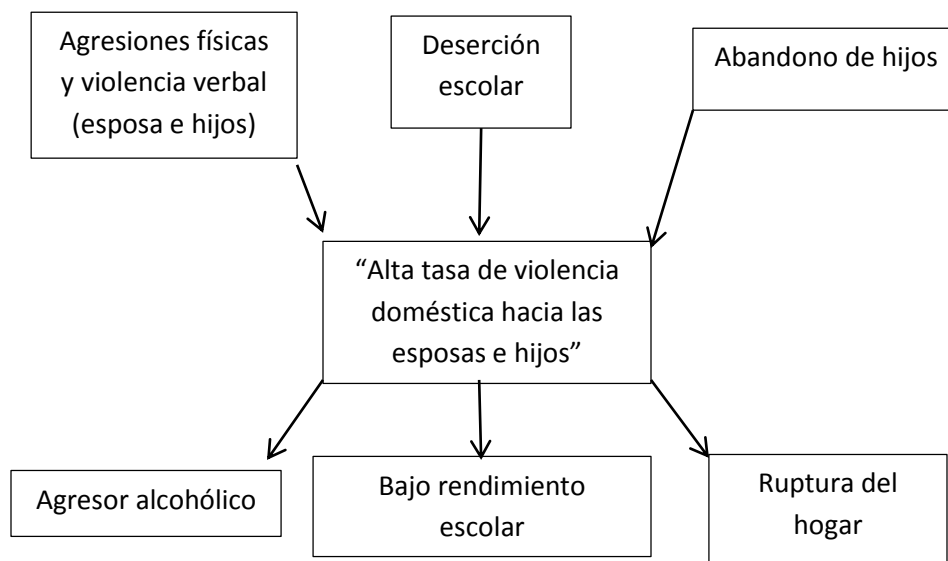 Agresiones físicas
y violencia verbal
(esposa e hijos)
Deserción
escolar
Abandono de hijos
“Alta tasa de violencia
doméstica hacia las
esposas e hijos”
Agresor alcohólico
Bajo rendimiento
escolar
Ruptura del
hogar